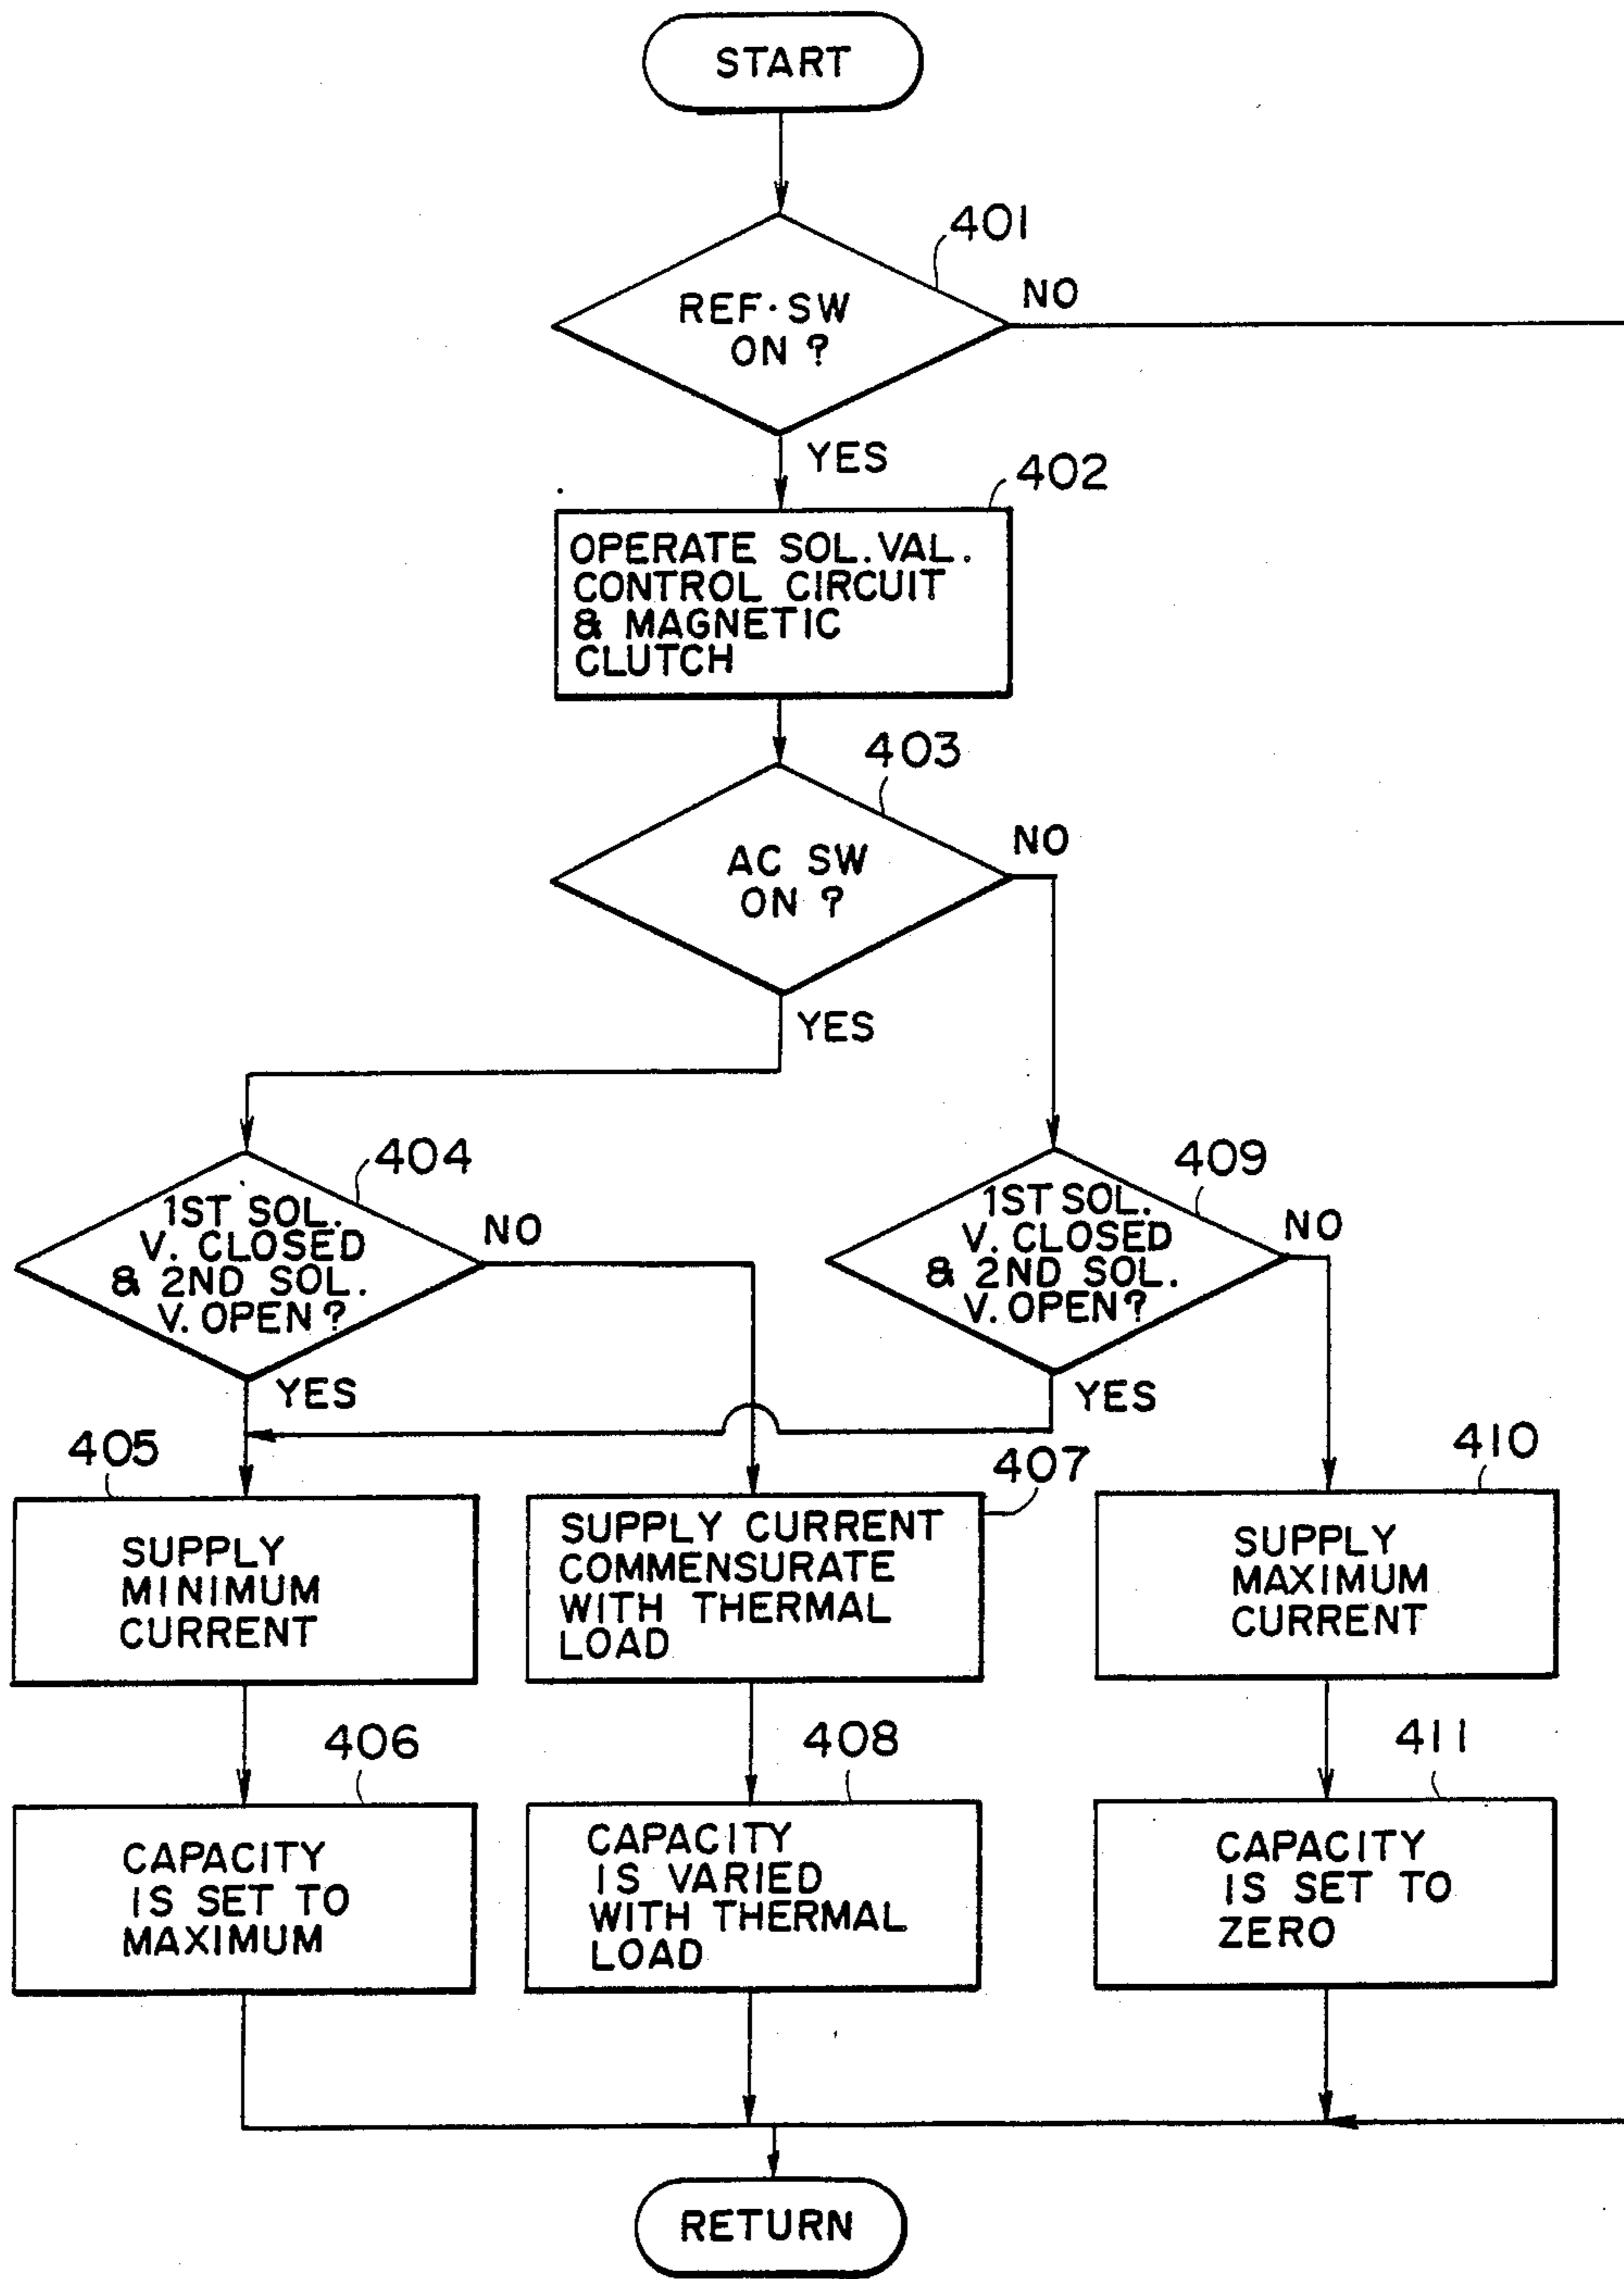 START
401
REF·SW
ON ?
NO
YES
402
OPERATE SOL.VAL.
CONTROL CIRCUIT
& MAGNETIC
CLUTCH
403
AC SW
ON ?
NO
YES
404
1ST SOL.
V. CLOSED
& 2ND SOL.
V. OPEN?
NO
YES
409
1ST SOL.
V. CLOSED
& 2ND SOL.
V. OPEN?
NO
YES
405
SUPPLY
MINIMUM
CURRENT
407
SUPPLY CURRENT
COMMENSURATE
WITH THERMAL
LOAD
410
SUPPLY
MAXIMUM
CURRENT
406
CAPACITY
IS SET TO
MAXIMUM
408
CAPACITY
IS VARIED
WITH THERMAL
LOAD
411
CAPACITY
IS SET TO
ZERO
RETURN